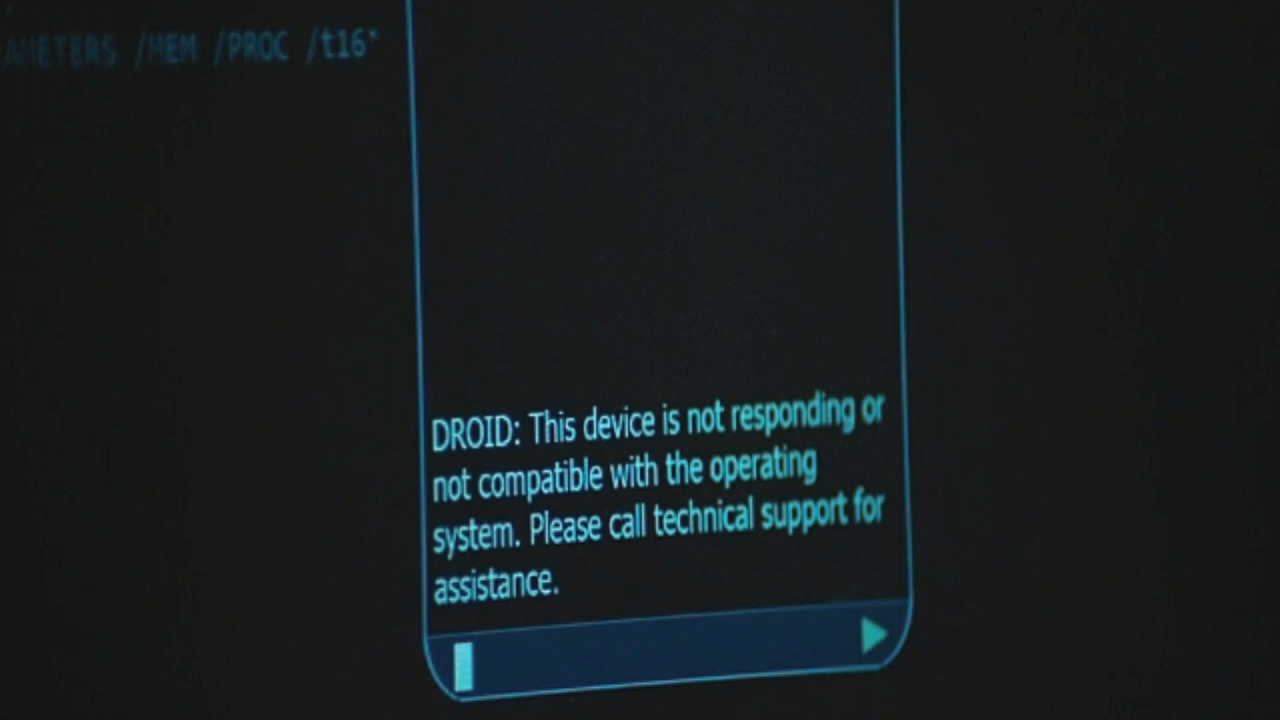 /MEM /PROC /t16*
DROID: This device is not responding or
not compatible with the operating
system. Please call technical support for
assistance.